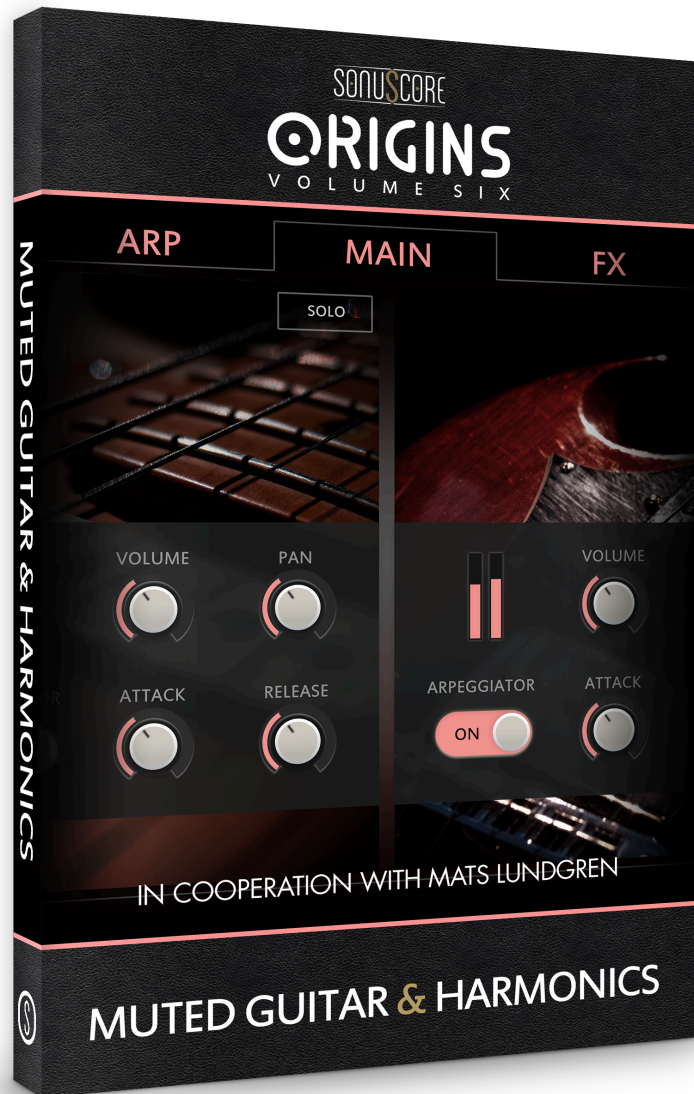 SONUSCORE
ORIGINS
VOLUME SIX
ARP
MAIN
FX
SOLO
VOLUME
PAN
VOLUME
ATTACK
RELEASE
ARPEGGIATOR
ON
ATTACK
IN COOPERATION WITH MATS LUNDGREN
MUTED GUITAR & HARMONICS
MUTED GUITAR & HARMONICS
S